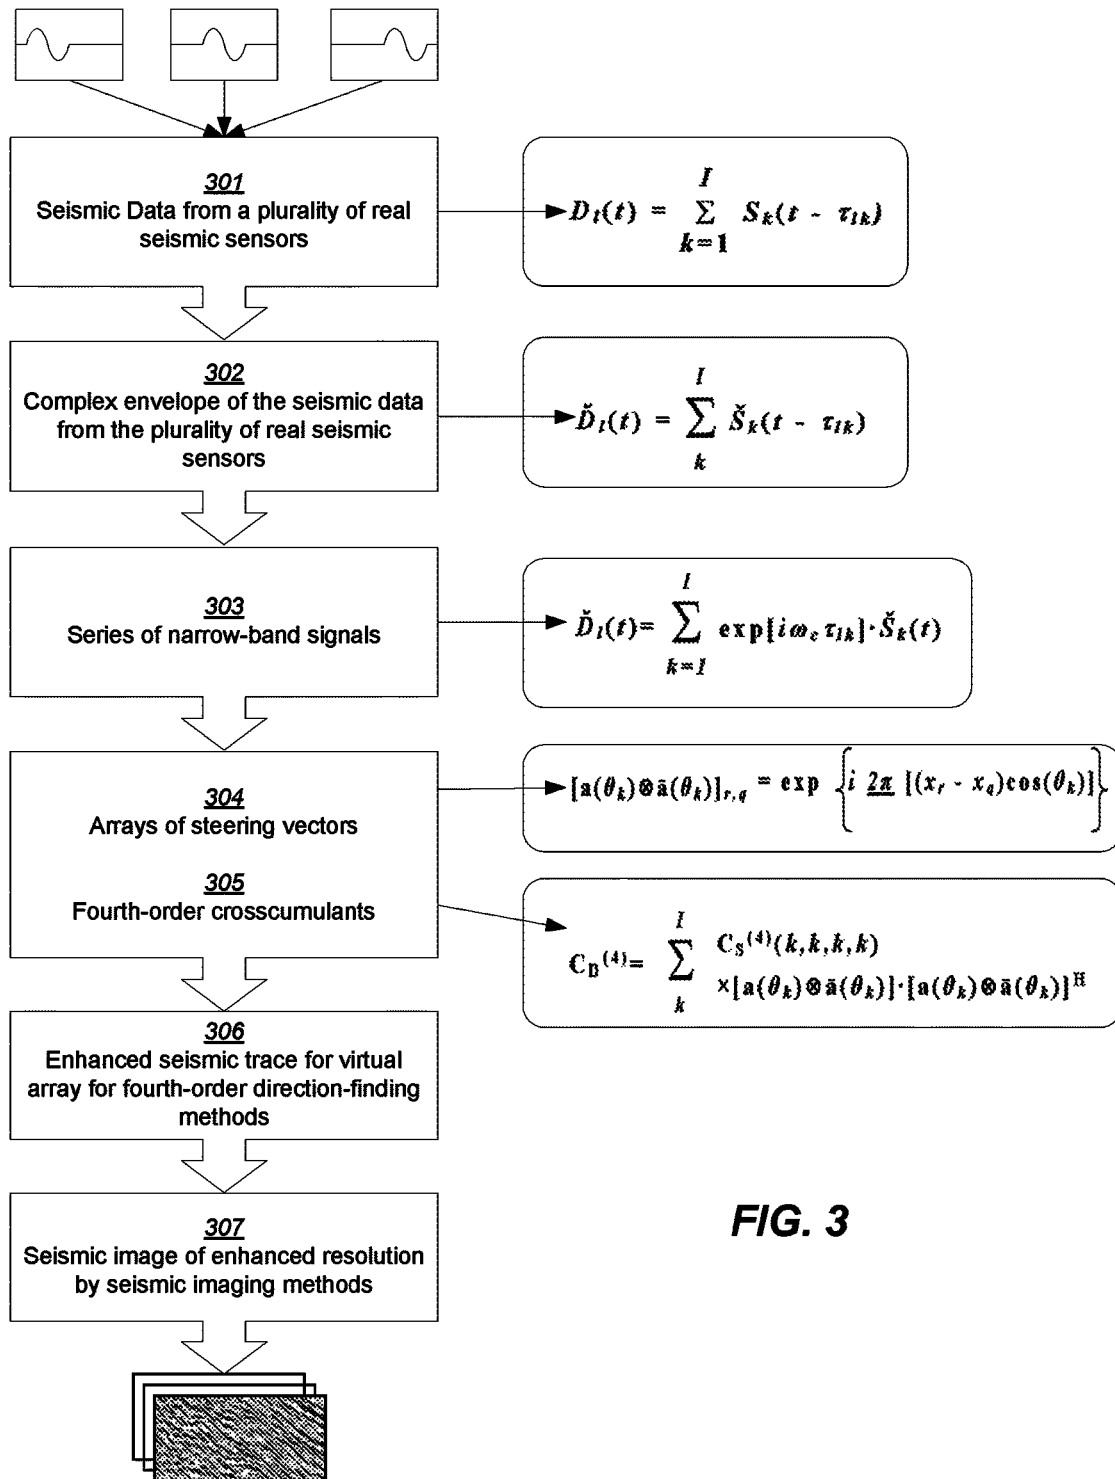 301
Seismic Data from a plurality of real
seismic sensors
D_l(t) = I Σ k=1 S_k(t - τ_lk)
302
Complex envelope of the seismic data
from the plurality of real seismic
sensors
Ď_l(t) = I Σ k Š_k(t - τ_lk)
303
Series of narrow-band signals
Ď_l(t)= I Σ k=1 exp[iω_c τ_lk]·Š_k(t)
304
Arrays of steering vectors
[a(θ_k)⊗ā(θ_k)]_r,q = exp {i 2π [(x_r - x_q)cos(θ_k)]}
305
Fourth-order crosscumulants
C_D^(4)= I Σ k C_S^(4)(k,k,k,k)
×[a(θ_k)⊗ā(θ_k)]·[a(θ_k)⊗ā(θ_k)]^H
306
Enhanced seismic trace for virtual
array for fourth-order direction-finding
methods
307
Seismic image of enhanced resolution
by seismic imaging methods
FIG. 3